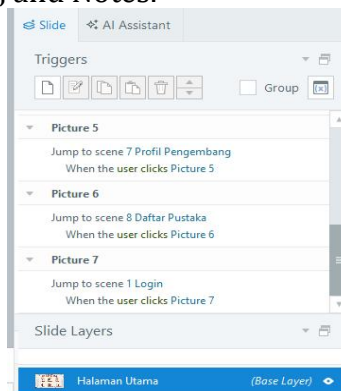 , and Notes.
Slide AI Assistant
Triggers
Group
Picture 5
Jump to scene 7 Profil Pengembang
When the user clicks Picture 5
Picture 6
Jump to scene 8 Daftar Pustaka
When the user clicks Picture 6
Picture 7
Jump to scene 1 Login
When the user clicks Picture 7
Slide Layers
Halaman Utama (Base Layer)